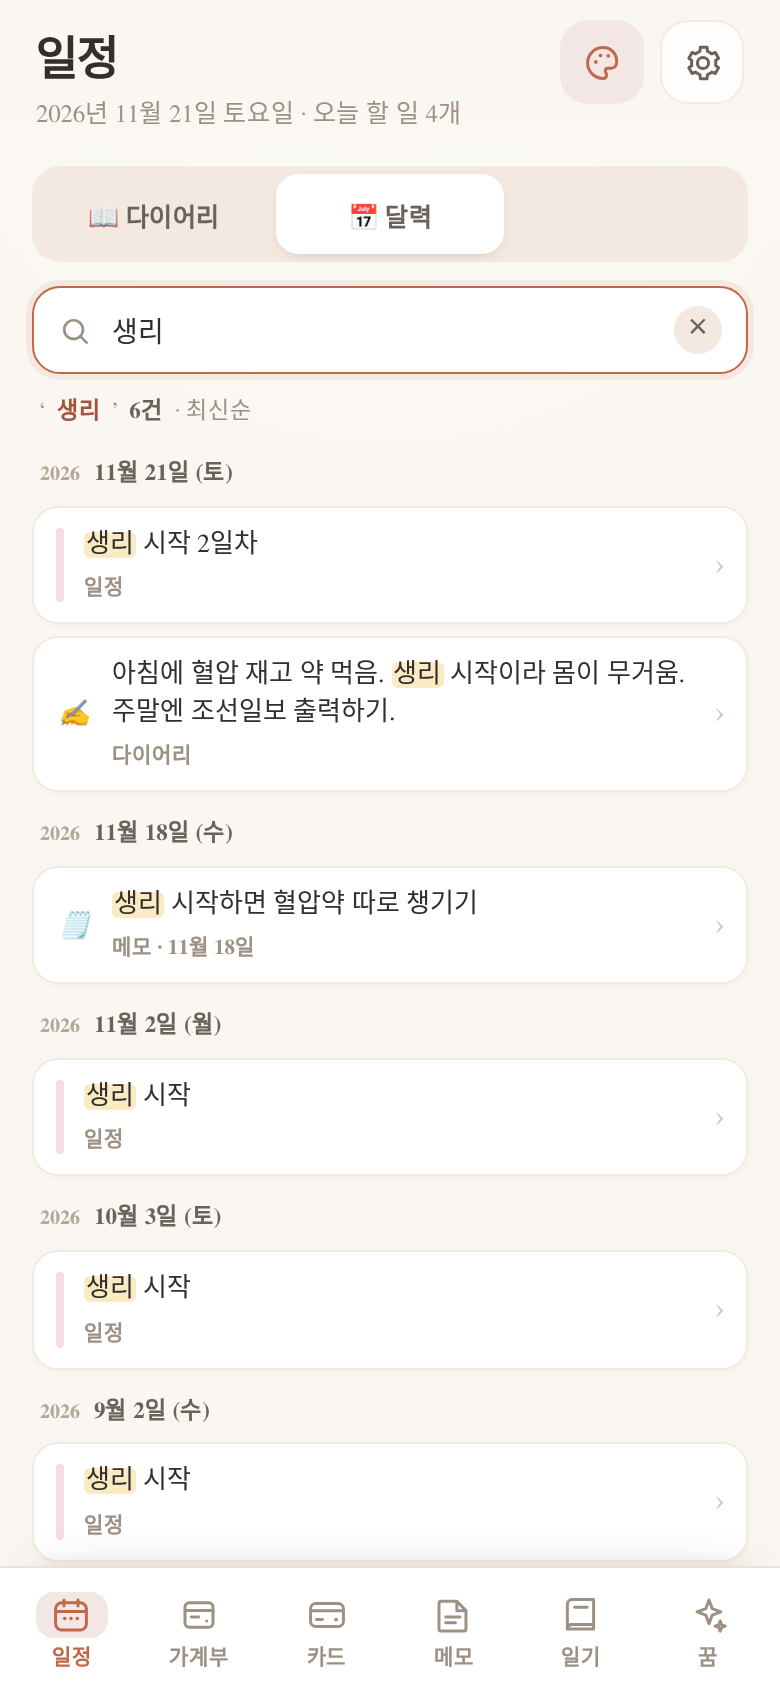 일정
2026년 11월 21일 토요일 · 오늘 할 일 4개
📖 다이어리
📅 달력
생리
✕
‘ 생리 ’ 6건 · 최신순
2026 11월 21일 (토)
생리 시작 2일차
일정
아침에 혈압 재고 약 먹음. 생리 시작이라 몸이 무거움.
주말엔 조선일보 출력하기.
다이어리
2026 11월 18일 (수)
생리 시작하면 혈압약 따로 챙기기
메모 · 11월 18일
2026 11월 2일 (월)
생리 시작
일정
2026 10월 3일 (토)
생리 시작
일정
2026 9월 2일 (수)
생리 시작
일정
일정 가계부 카드 메모 일기 꿈